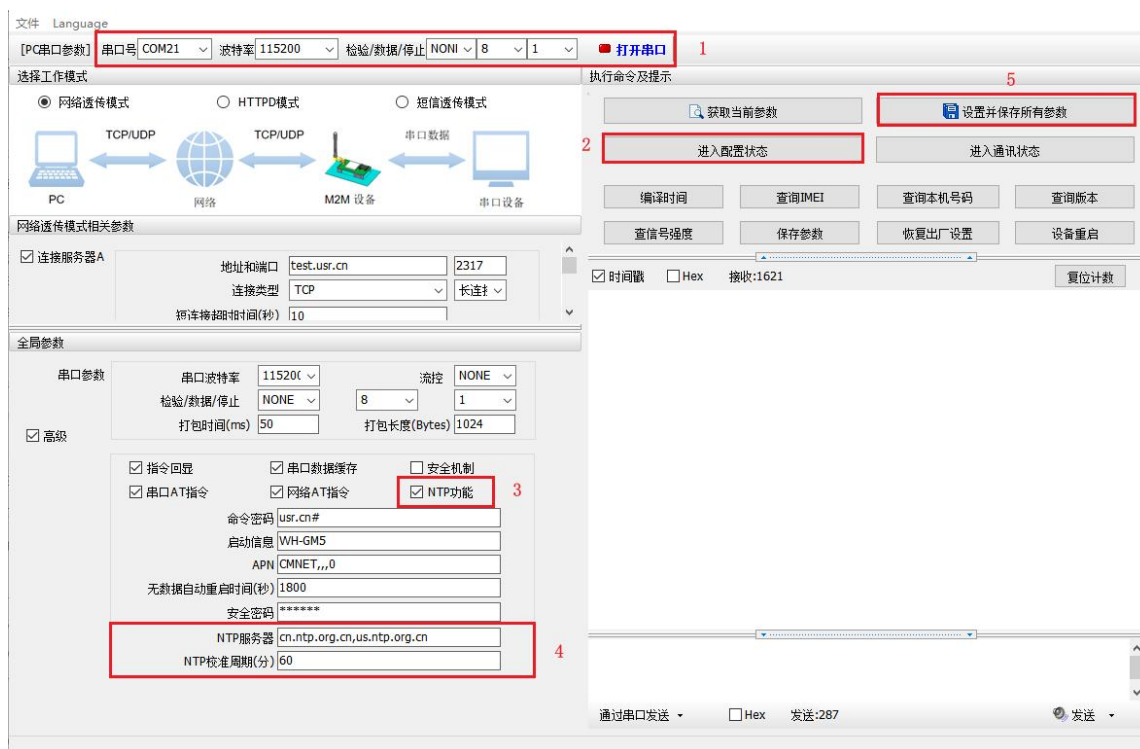 文件 Language
[PC串口参数] 串口号 COM21 波特率 115200 检验/数据/停止 NONI 8 1 打开串口 1
选择工作模式
网络透传模式 HTTPD模式 短信透传模式
TCP/UDP TCP/UDP 串口数据
PC 网络 M2M 设备 串口设备
网络透传模式相关参数
连接服务器A
地址和端口 test.usr.cn 2317
连接类型 TCP 长连接
短连接超时时间(秒) 10
全局参数
串口参数
串口波特率 11520( 流控 NONE
检验/数据/停止 NONE 8 1
打包时间(ms) 50 打包长度(Bytes) 1024
高级
指令回显 串口数据缓存 安全机制
串口AT指令 网络AT指令 NTP功能 3
命令密码 usr.cn#
启动信息 WH-GM5
APN CMNET,,,0
无数据自动重启时间(秒) 1800
安全密码 ******
NTP服务器 cn.ntp.org.cn,us.ntp.org.cn
NTP校准周期(分) 60
4
执行命令及提示
5
获取当前参数 设置并保存所有参数
2 进入配置状态 进入通讯状态
编译时间 查询IMEI 查询本机号码 查询版本
查信号强度 保存参数 恢复出厂设置 设备重启
时间戳 Hex 接收:1621 复位计数
通过串口发送 Hex 发送:287 发送